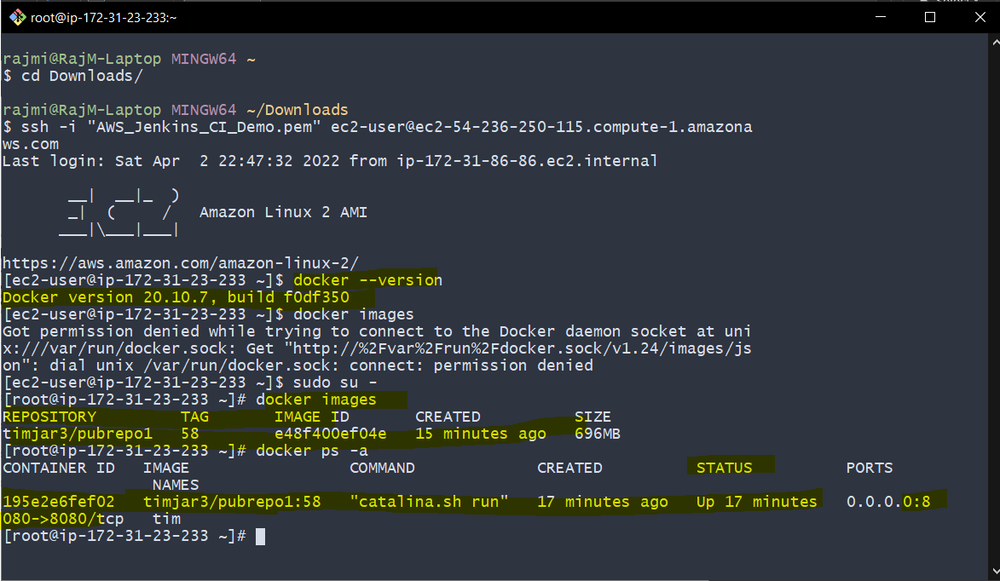 root@ip-172-31-23-233:~
rajmi@RajM-Laptop MINGW64 ~
$ cd Downloads/
rajmi@RajM-Laptop MINGW64 ~/Downloads
$ ssh -i "AWS_Jenkins_CI_Demo.pem" ec2-user@ec2-54-236-250-115.compute-1.amazona
ws.com
Last login: Sat Apr  2 22:47:32 2022 from ip-172-31-86-86.ec2.internal
       __|  __|_  )
       _|  (     /   Amazon Linux 2 AMI
      ___|\___|___|
https://aws.amazon.com/amazon-linux-2/
[ec2-user@ip-172-31-23-233 ~]$ docker --version
Docker version 20.10.7, build f0df350
[ec2-user@ip-172-31-23-233 ~]$ docker images
Got permission denied while trying to connect to the Docker daemon socket at uni
x:///var/run/docker.sock: Get "http://%2Fvar%2Frun%2Fdocker.sock/v1.24/images/js
on": dial unix /var/run/docker.sock: connect: permission denied
[ec2-user@ip-172-31-23-233 ~]$ sudo su -
[root@ip-172-31-23-233 ~]# docker images
REPOSITORY         TAG       IMAGE ID       CREATED          SIZE
timjar3/pubrepo1   58        e48f400ef04e   15 minutes ago   696MB
[root@ip-172-31-23-233 ~]# docker ps -a
CONTAINER ID   IMAGE                 COMMAND             CREATED          STATUS          PORTS
                NAMES
195e2e6fef02   timjar3/pubrepo1:58   "catalina.sh run"   17 minutes ago   Up 17 minutes   0.0.0.0:8
080->8080/tcp   tim
[root@ip-172-31-23-233 ~]#